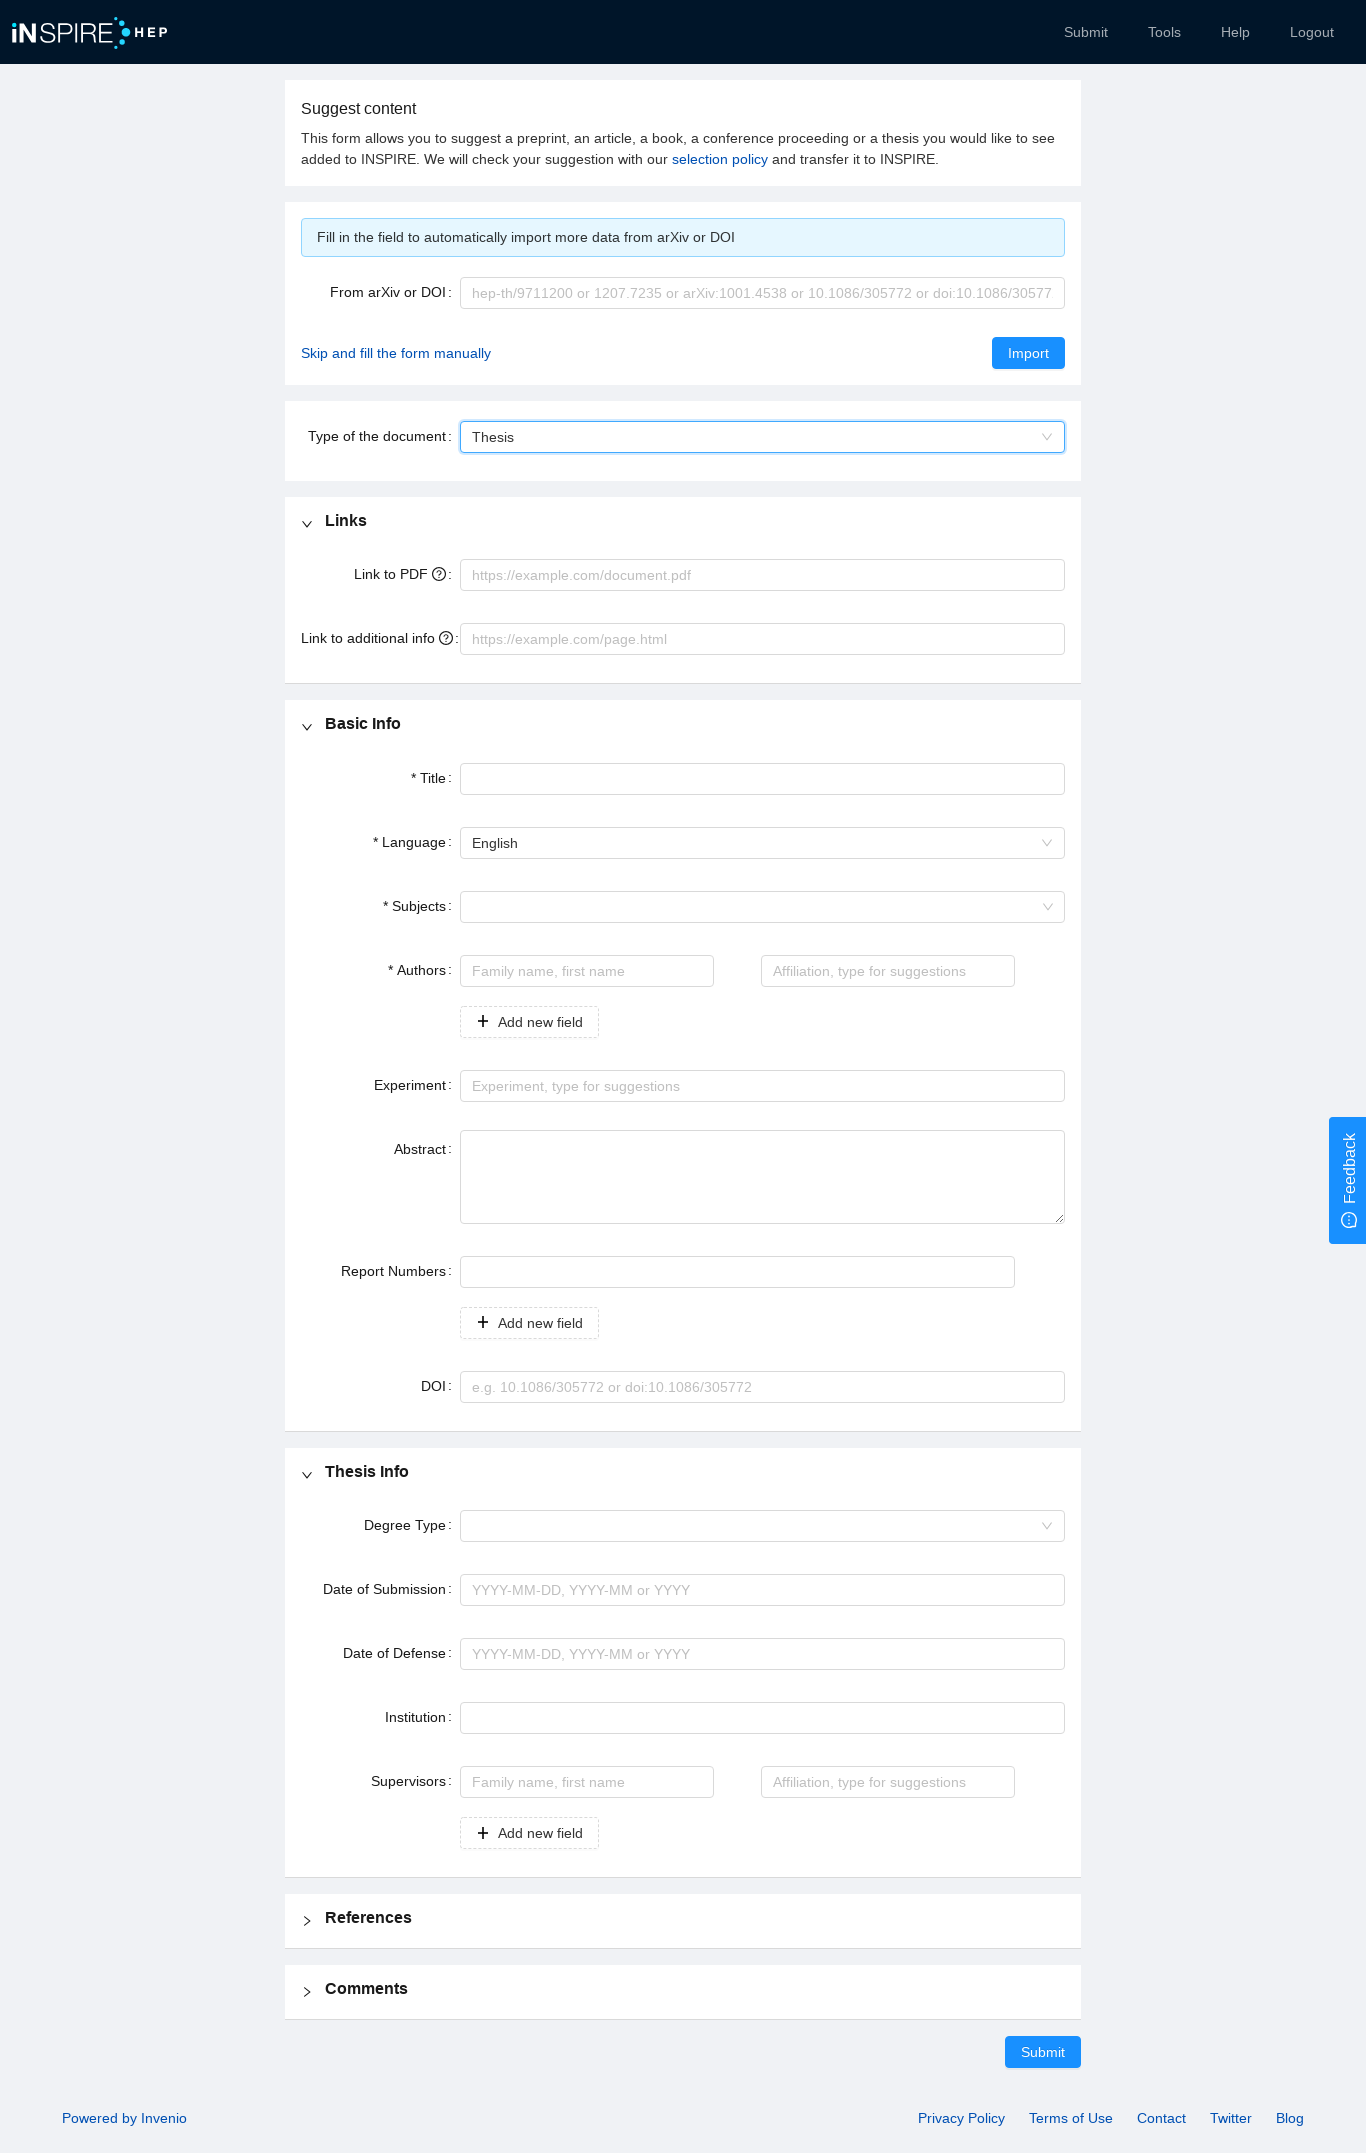 iNSPIRE HEP
Submit Tools Help Logout
Suggest content
This form allows you to suggest a preprint, an article, a book, a conference proceeding or a thesis you would like to see
added to INSPIRE. We will check your suggestion with our selection policy and transfer it to INSPIRE.
Fill in the field to automatically import more data from arXiv or DOI
From arXiv or DOI: hep-th/9711200 or 1207.7235 or arXiv:1001.4538 or 10.1086/305772 or doi:10.1086/30577
Skip and fill the form manually Import
Type of the document: Thesis
Links
Link to PDF ?: https://example.com/document.pdf
Link to additional info ?: https://example.com/page.html
Basic Info
* Title:
* Language: English
* Subjects:
* Authors: Family name, first name Affiliation, type for suggestions
+ Add new field
Experiment: Experiment, type for suggestions
Abstract:
Feedback
Report Numbers:
+ Add new field
DOI: e.g. 10.1086/305772 or doi:10.1086/305772
Thesis Info
Degree Type:
Date of Submission: YYYY-MM-DD, YYYY-MM or YYYY
Date of Defense: YYYY-MM-DD, YYYY-MM or YYYY
Institution:
Supervisors: Family name, first name Affiliation, type for suggestions
+ Add new field
References
Comments
Submit
Powered by Invenio Privacy Policy Terms of Use Contact Twitter Blog